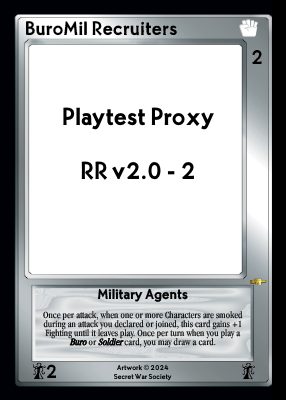 BuroMil Recruiters
2
Playtest Proxy
RR v2.0 - 2
Military Agents
Once per attack, when one or more Characters are smoked
during an attack you declared or joined, this card gains +1
Fighting until it leaves play. Once per turn when you play a
Buro or Soldier card, you may draw a card.
2
Artwork © 2024
Secret War Society